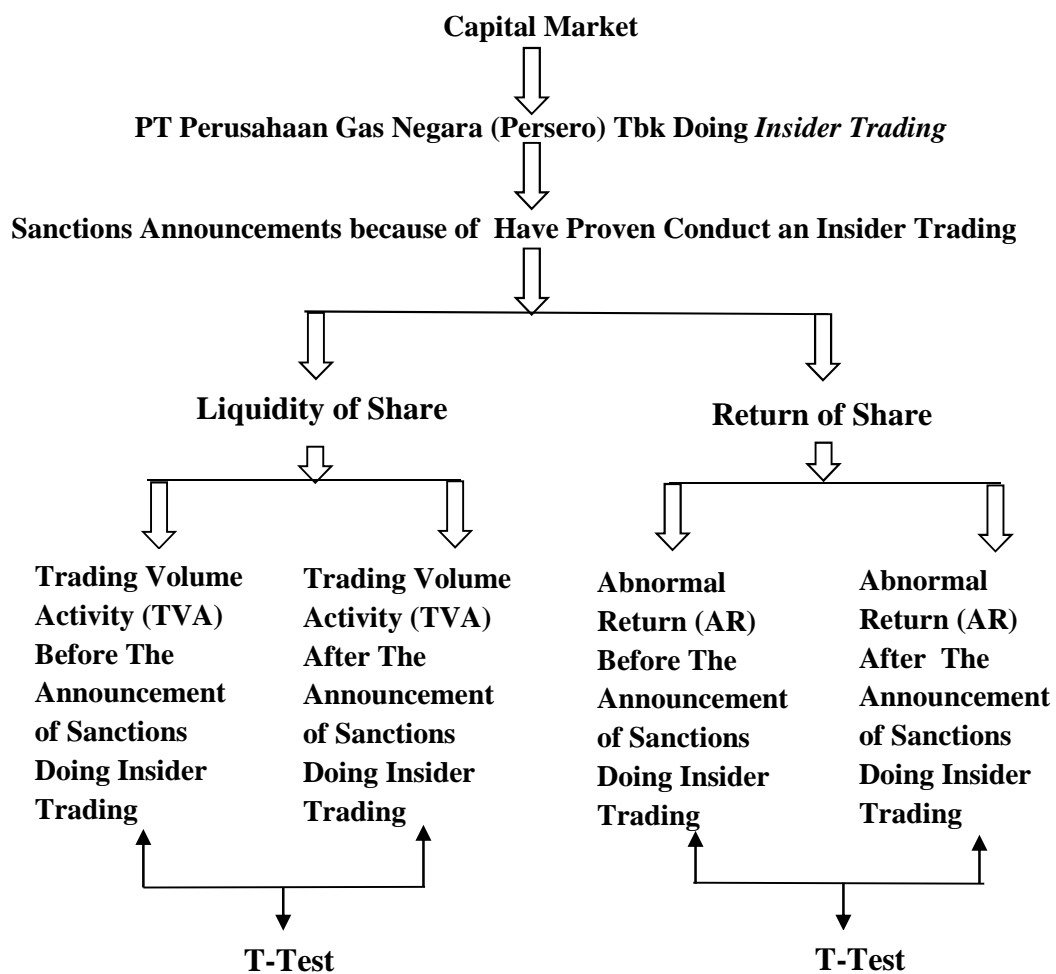 Capital Market
PT Perusahaan Gas Negara (Persero) Tbk Doing Insider Trading
Sanctions Announcements because of Have Proven Conduct an Insider Trading
Liquidity of Share
Return of Share
Trading Volume
Activity (TVA)
Before The
Announcement
of Sanctions
Doing Insider
Trading
Trading Volume
Activity (TVA)
After The
Announcement
of Sanctions
Doing Insider
Trading
Abnormal
Return (AR)
Before The
Announcement
of Sanctions
Doing Insider
Trading
Abnormal
Return (AR)
After The
Announcement
of Sanctions
Doing Insider
Trading
T-Test
T-Test